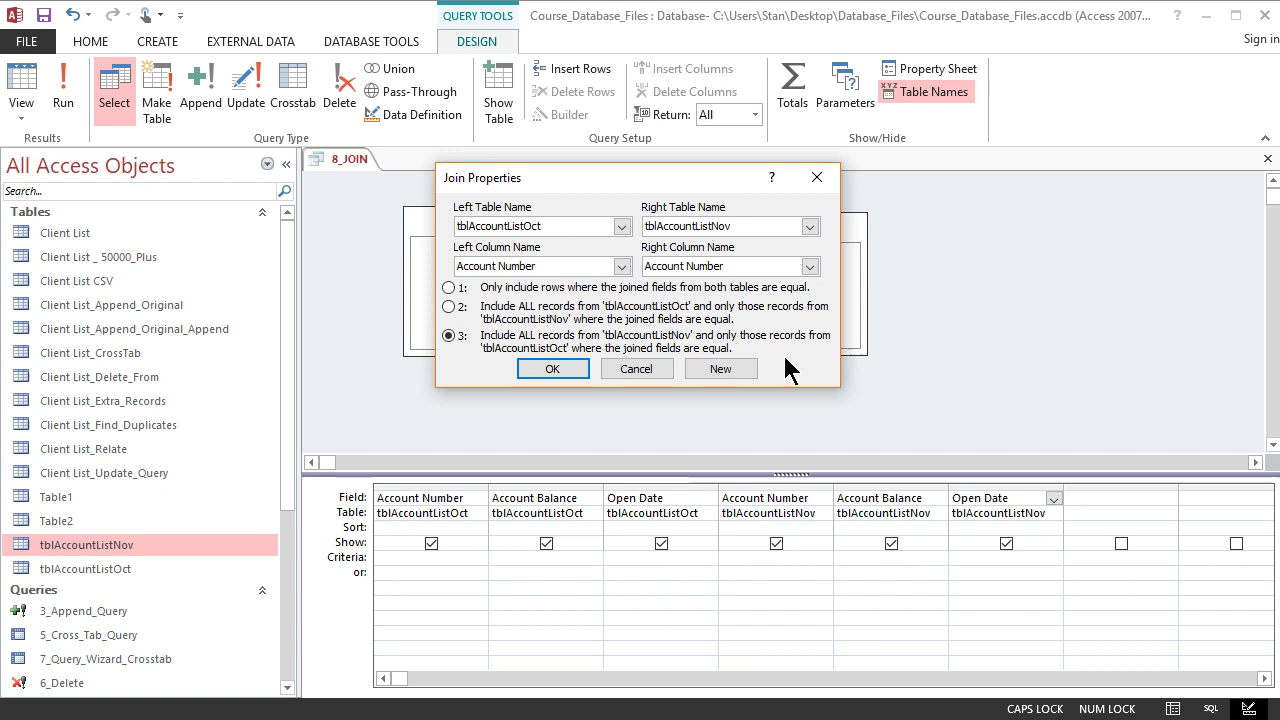 QUERY TOOLS
Course_Database_Files : Database- C:\Users\Stan\Desktop\Database_Files\Course_Database_Files.accdb (Access 2007...
?
FILE HOME CREATE EXTERNAL DATA DATABASE TOOLS DESIGN Sign in
View Run Select Make Table Append Update Crosstab Delete
Union
Pass-Through
Data Definition
Show Table
Insert Rows
Delete Rows
Builder
Insert Columns
Delete Columns
Return: All
Totals Parameters
Property Sheet
XYZ Table Names
Results Query Type Query Setup Show/Hide
All Access Objects
Search...
Tables
Client List
Client List _ 50000_Plus
Client List CSV
Client List_Append_Original
Client List_Append_Original_Append
Client List_CrossTab
Client List_Delete_From
Client List_Extra_Records
Client List_Find_Duplicates
Client List_Relate
Client List_Update_Query
Table1
Table2
tblAccountListNov
tblAccountListOct
Queries
3_Append_Query
5_Cross_Tab_Query
7_Query_Wizard_Crosstab
6_Delete
8_JOIN
Join Properties ?
Left Table Name Right Table Name
tblAccountListOct tblAccountListNov
Left Column Name Right Column Name
Account Number Account Number
1: Only include rows where the joined fields from both tables are equal.
2: Include ALL records from 'tblAccountListOct' and only those records from
'tblAccountListNov' where the joined fields are equal.
3: Include ALL records from 'tblAccountListNov' and only those records from
'tblAccountListOct' where the joined fields are equal.
OK Cancel New
Field: Account Number Account Balance Open Date Account Number Account Balance Open Date
Table: tblAccountListOct tblAccountListOct tblAccountListOct tblAccountListNov tblAccountListNov tblAccountListNov
Sort:
Show:
Criteria:
or:
CAPS LOCK NUM LOCK SQL